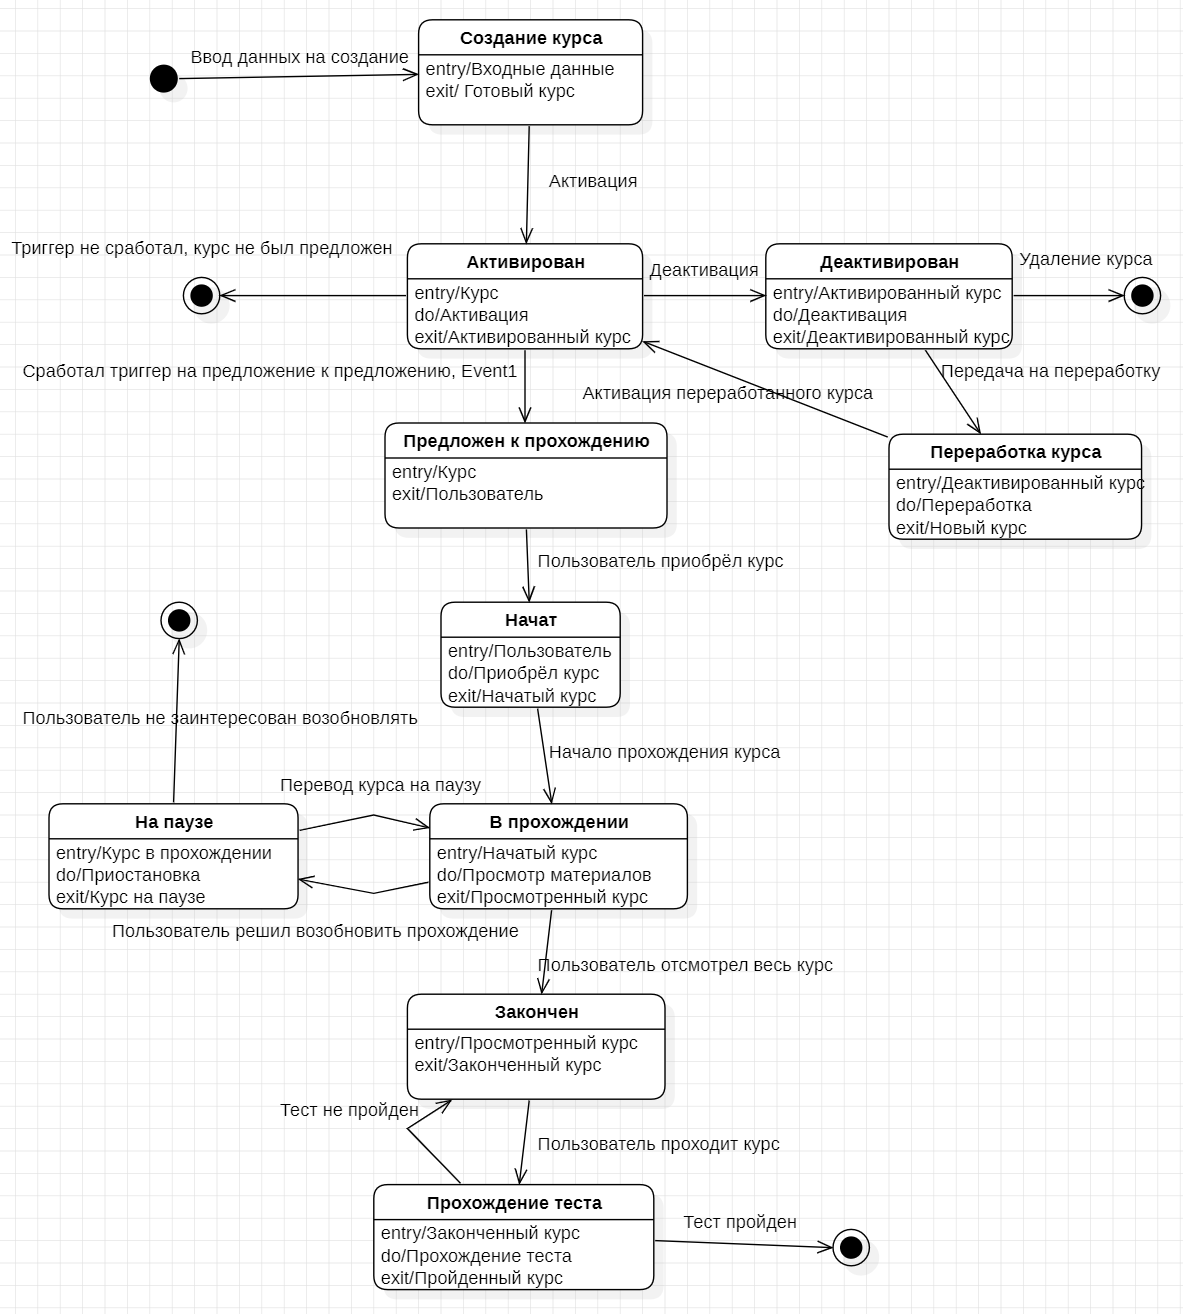 Создание курса
Ввод данных на создание
entry/Входные данные
exit/ Готовый курс
Активация
Триггер не сработал, курс не был предложен
Активирован
entry/Курс
do/Активация
exit/Активированный курс
Деактивация
Деактивирован
entry/Активированный курс
do/Деактивация
exit/Деактивированный курс
Удаление курса
Сработал триггер на предложение к предложению, Event1
Активация переработанного курса
Передача на переработку
Предложен к прохождению
entry/Курс
exit/Пользователь
Переработка курса
entry/Деактивированный курс
do/Переработка
exit/Новый курс
Пользователь приобрёл курс
Начат
entry/Пользователь
do/Приобрёл курс
exit/Начатый курс
Пользователь не заинтересован возобновлять
Начало прохождения курса
Перевод курса на паузу
На паузе
entry/Курс в прохождении
do/Приостановка
exit/Курс на паузе
В прохождении
entry/Начатый курс
do/Просмотр материалов
exit/Просмотренный курс
Пользователь решил возобновить прохождение
Пользователь отсмотрел весь курс
Закончен
entry/Просмотренный курс
exit/Законченный курс
Тест не пройден
Пользователь проходит курс
Прохождение теста
entry/Законченный курс
do/Прохождение теста
exit/Пройденный курс
Тест пройден